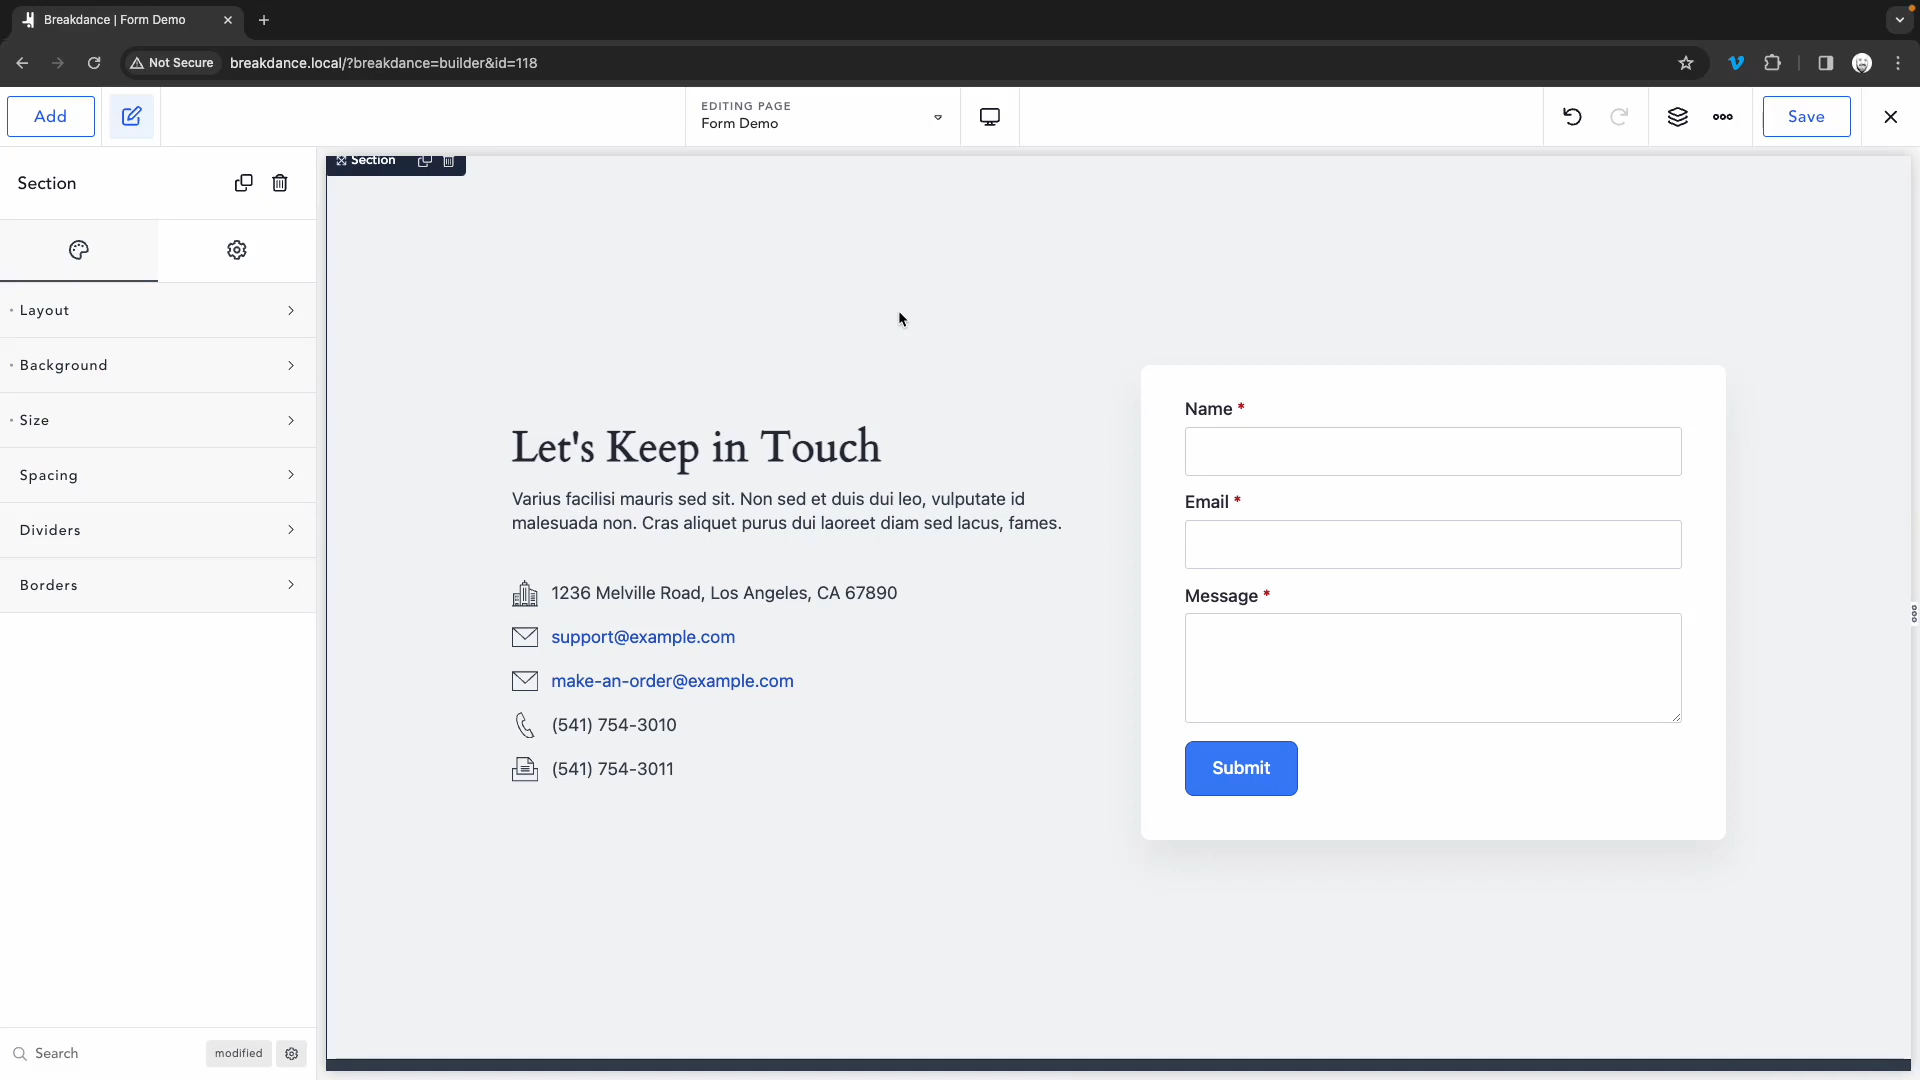 Breakdance | Form Demo
Not Secure
breakdance.local/?breakdance=builder&id=118
Add
EDITING PAGE
Form Demo
Save
Section
Section
Layout
Background
Size
Spacing
Dividers
Borders
Let's Keep in Touch
Varius facilisi mauris sed sit. Non sed et duis dui leo, vulputate id
malesuada non. Cras aliquet purus dui laoreet diam sed lacus, fames.
1236 Melville Road, Los Angeles, CA 67890
support@example.com
make-an-order@example.com
(541) 754-3010
(541) 754-3011
Name *
Email *
Message *
Submit
Search
modified